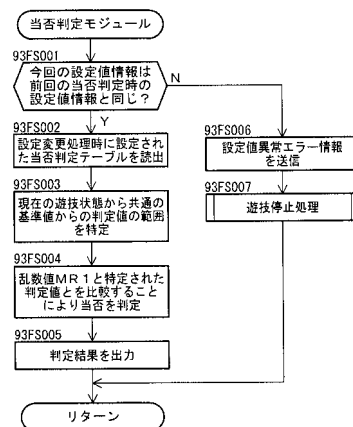 当否判定モジュール
93FS001
今回の設定値情報は
前回の当否判定時の
設定値情報と同じ？
N
Y
93FS002
設定変更処理時に設定された
当否判定テーブルを読出
93FS003
現在の遊技状態から共通の
基準値からの判定値の範囲
を特定
93FS004
乱数値MR1と特定された
判定値とを比較すること
により当否を判定
93FS005
判定結果を出力
93FS006
設定値異常エラー情報
を送信
93FS007
遊技停止処理
リターン